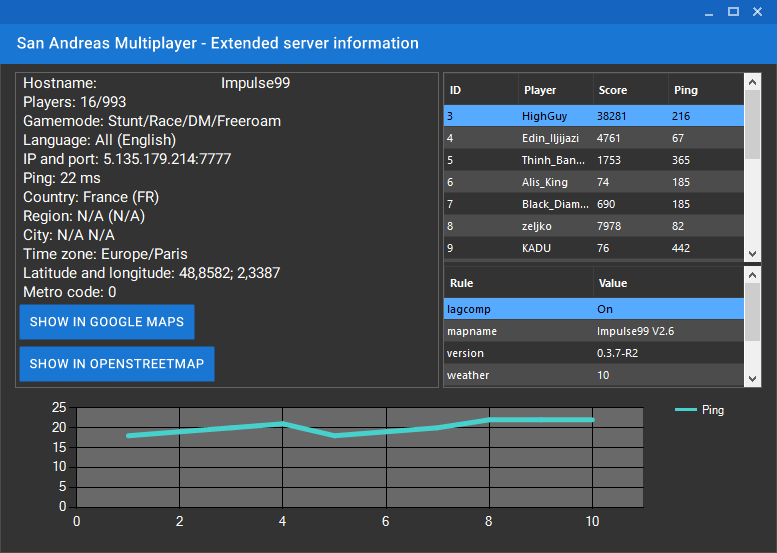 San Andreas Multiplayer - Extended server information
Hostname: Impulse99
Players: 16/993
Gamemode: Stunt/Race/DM/Freeroam
Language: All (English)
IP and port: 5.135.179.214:7777
Ping: 22 ms
Country: France (FR)
Region: N/A (N/A)
City: N/A N/A
Time zone: Europe/Paris
Latitude and longitude: 48,8582; 2,3387
Metro code: 0
SHOW IN GOOGLE MAPS
SHOW IN OPENSTREETMAP
ID Player Score Ping
3 HighGuy 38281 216
4 Edin_Iljijazi 4761 67
5 Thinh_Ban... 1753 365
6 Alis_King 74 185
7 Black_Diam... 690 185
8 zeljko 7978 82
9 KADU 76 442
Rule Value
lagcomp On
mapname Impulse99 V2.6
version 0.3.7-R2
weather 10
25
20
15
10
5
0
0 2 4 6 8 10
Ping